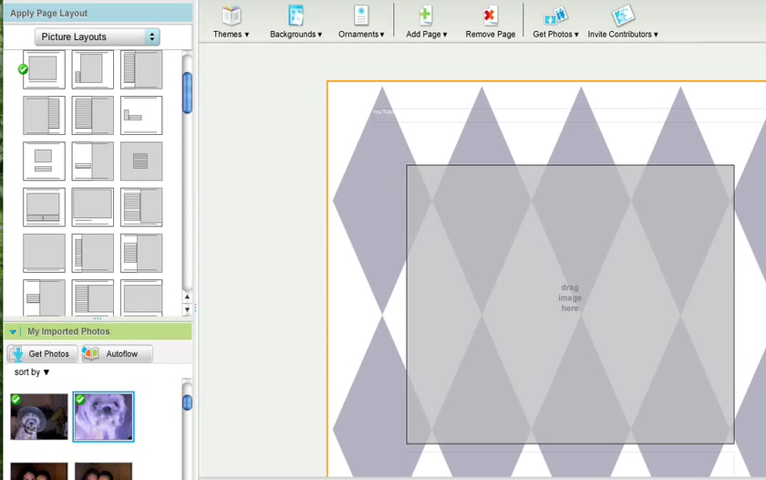 Apply Page Layout
Picture Layouts
Themes ▾
Backgrounds ▾
Ornaments ▾
Add Page ▾
Remove Page
Get Photos ▾
Invite Contributors ▾
drag
image
here
My Imported Photos
Get Photos
Autoflow
sort by ▼